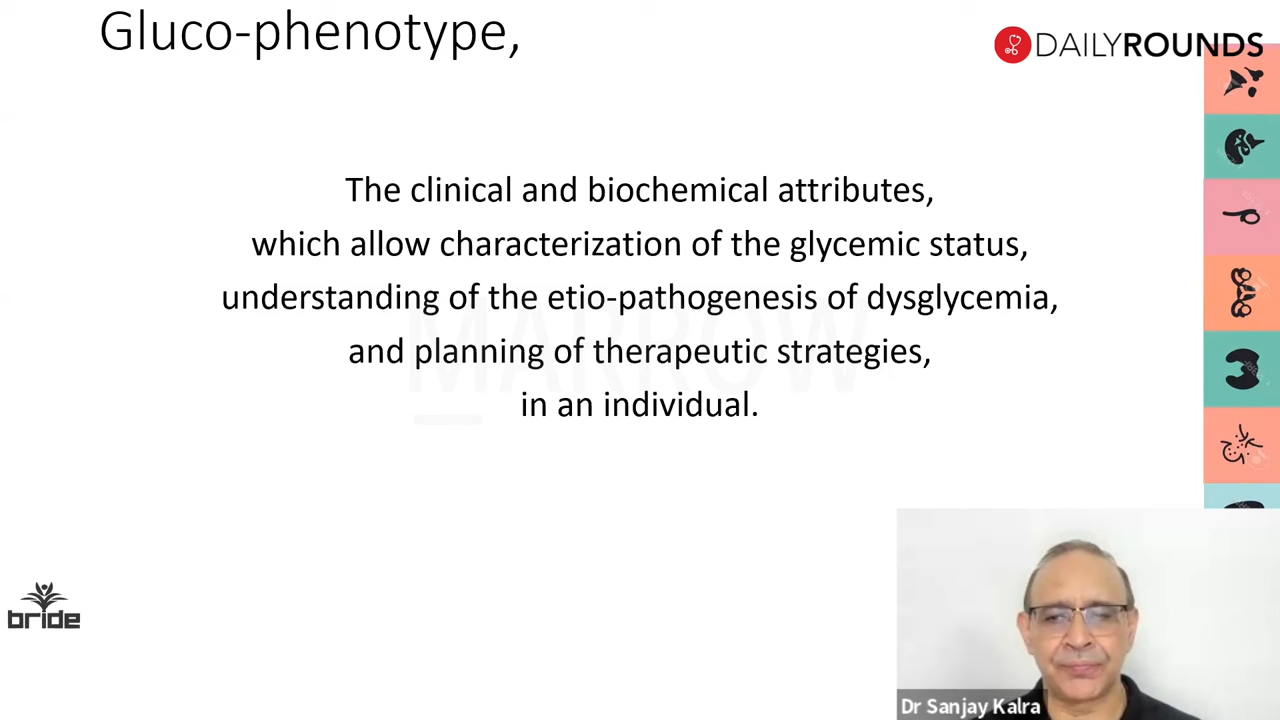 Gluco-phenotype,
DAILYROUNDS
The clinical and biochemical attributes,
which allow characterization of the glycemic status,
understanding of the etio-pathogenesis of dysglycemia,
and planning of therapeutic strategies,
in an individual.
MARROW
bride
Dr Sanjay Kalra